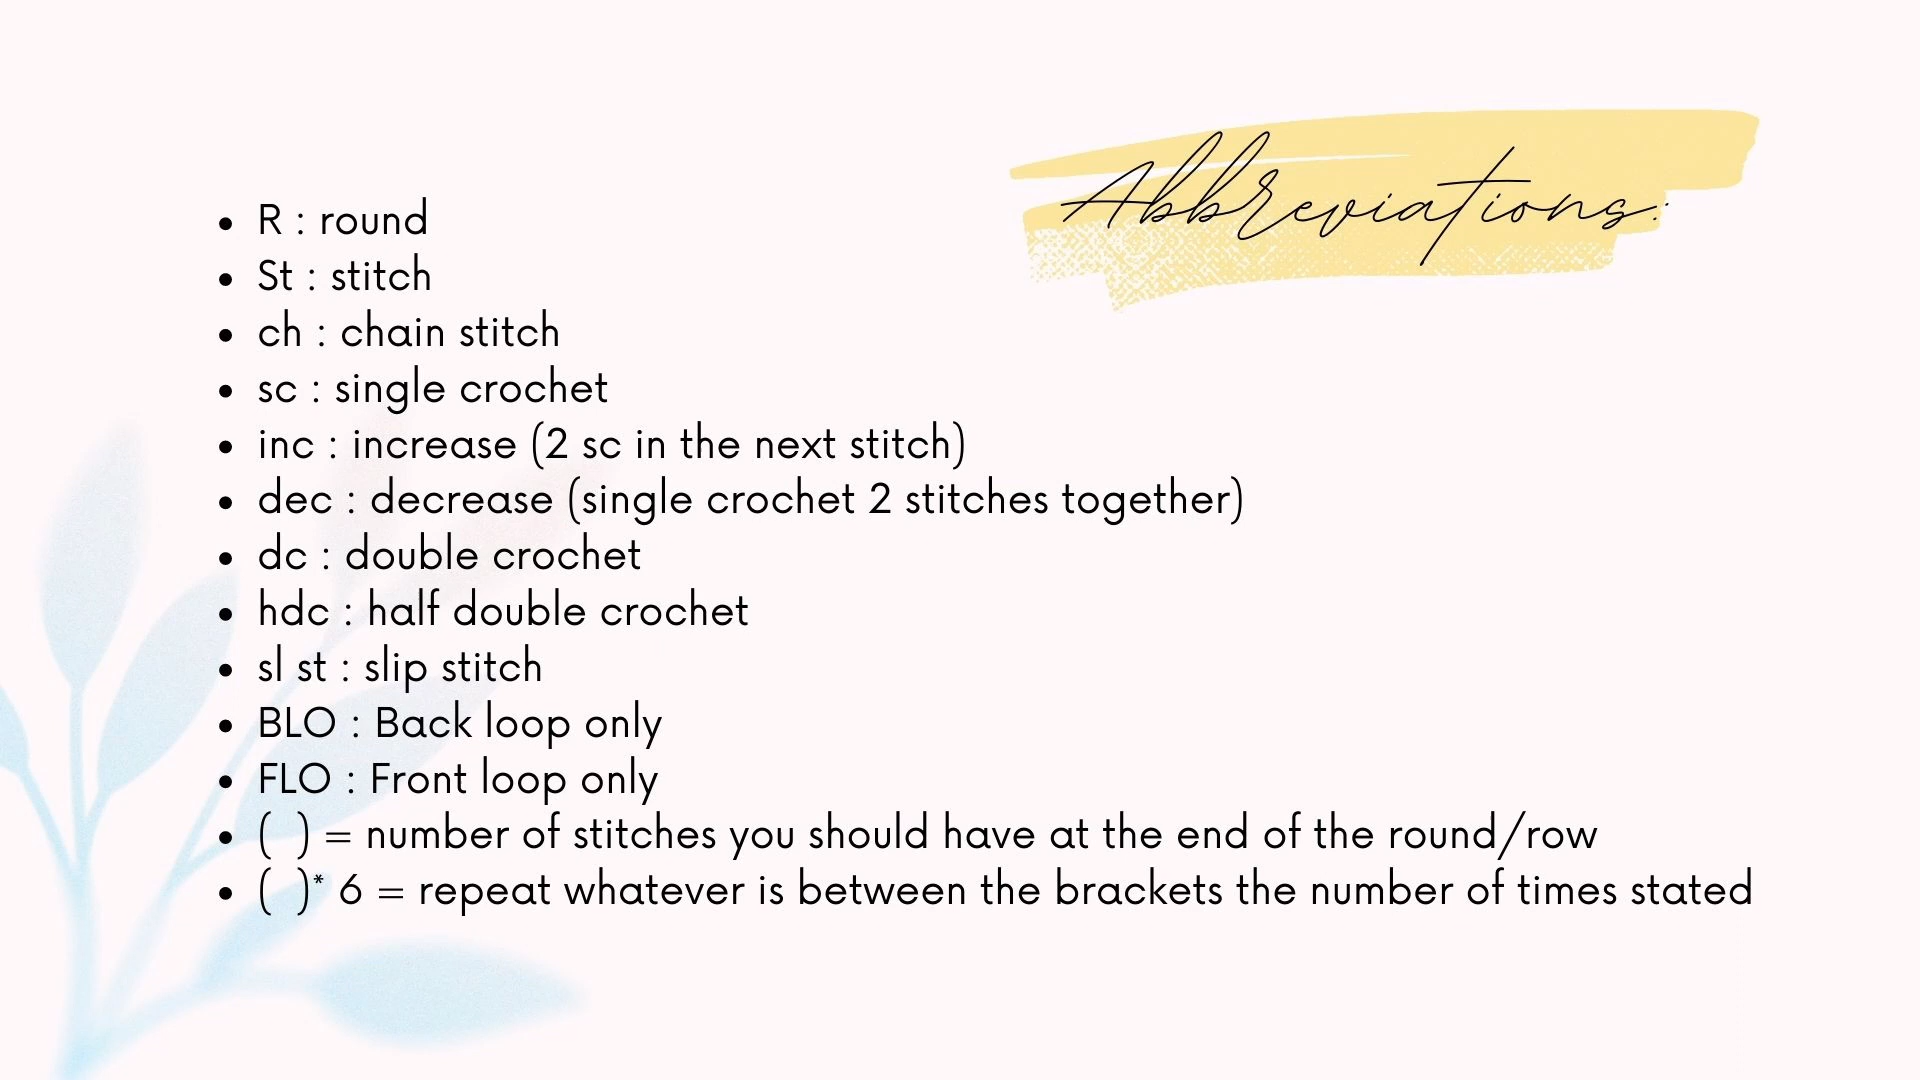 Abbreviations:
• R : round
• St : stitch
• ch : chain stitch
• sc : single crochet
• inc : increase (2 sc in the next stitch)
• dec : decrease (single crochet 2 stitches together)
• dc : double crochet
• hdc : half double crochet
• sl st : slip stitch
• BLO : Back loop only
• FLO : Front loop only
• (  ) = number of stitches you should have at the end of the round/row
• (  )* 6 = repeat whatever is between the brackets the number of times stated